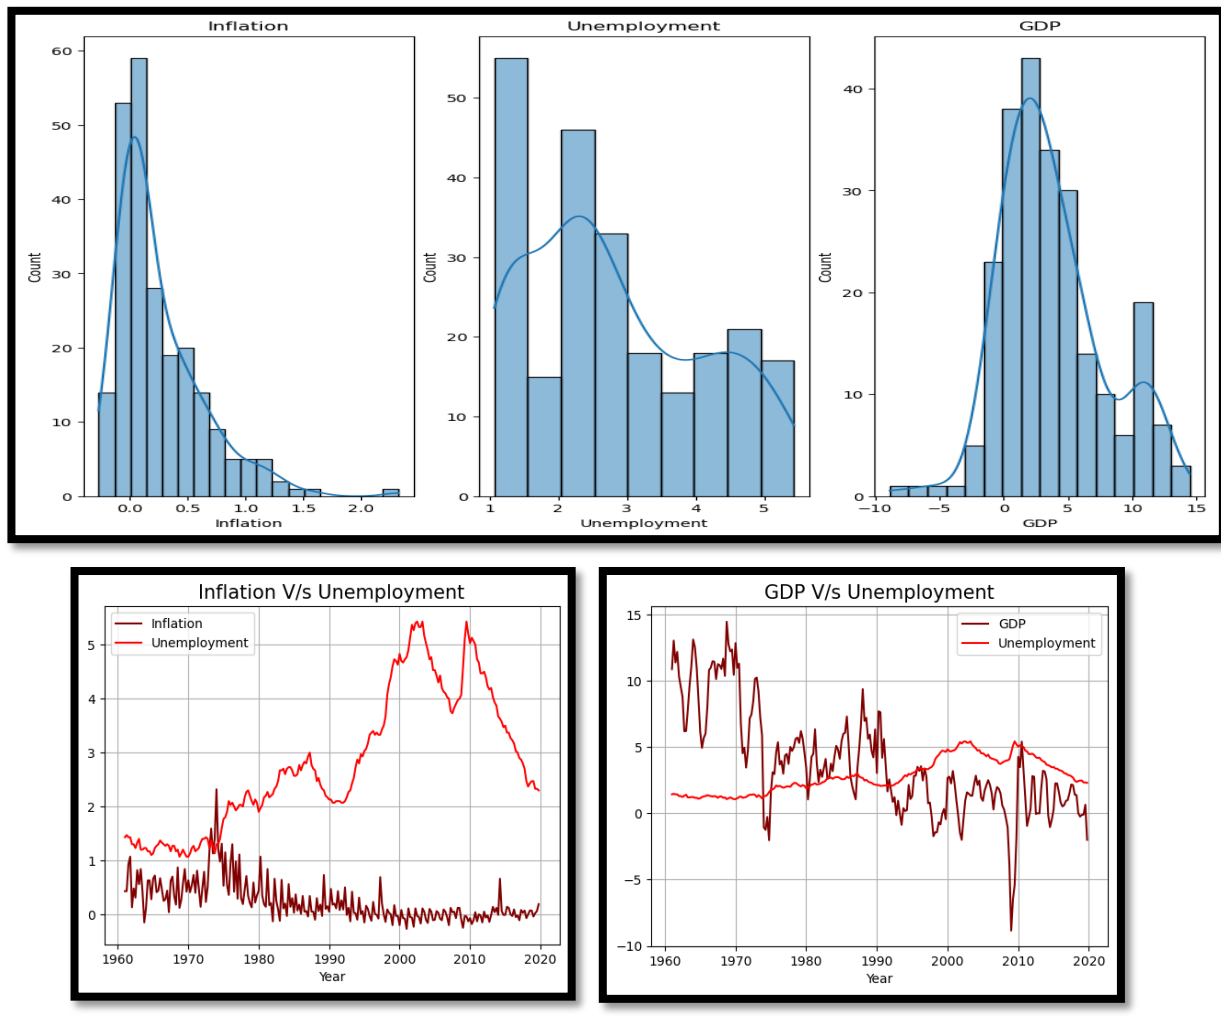 Inflation
60
50
40
30
20
10
0
Count
0.0 0.5 1.0 1.5 2.0
Inflation
Unemployment
50
40
30
20
10
0
Count
1 2 3 4 5
Unemployment
GDP
40
30
20
10
0
Count
−10 −5 0 5 10 15
GDP
Inflation V/s Unemployment
Inflation
Unemployment
5
4
3
2
1
0
1960 1970 1980 1990 2000 2010 2020
Year
GDP V/s Unemployment
GDP
Unemployment
15
10
5
0
−5
−10
1960 1970 1980 1990 2000 2010 2020
Year